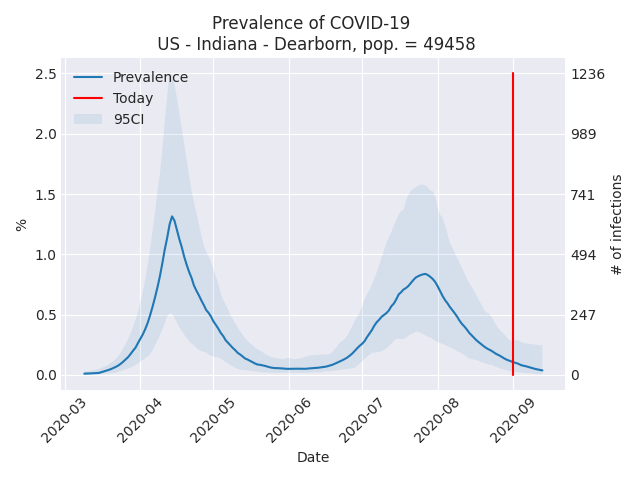 Prevalence of COVID-19
US - Indiana - Dearborn, pop. = 49458
Prevalence
Today
95CI
2.5
2.0
1.5
1.0
0.5
0.0
%
1236
989
741
494
247
0
# of infections
2020-03
2020-04
2020-05
2020-06
2020-07
2020-08
2020-09
Date